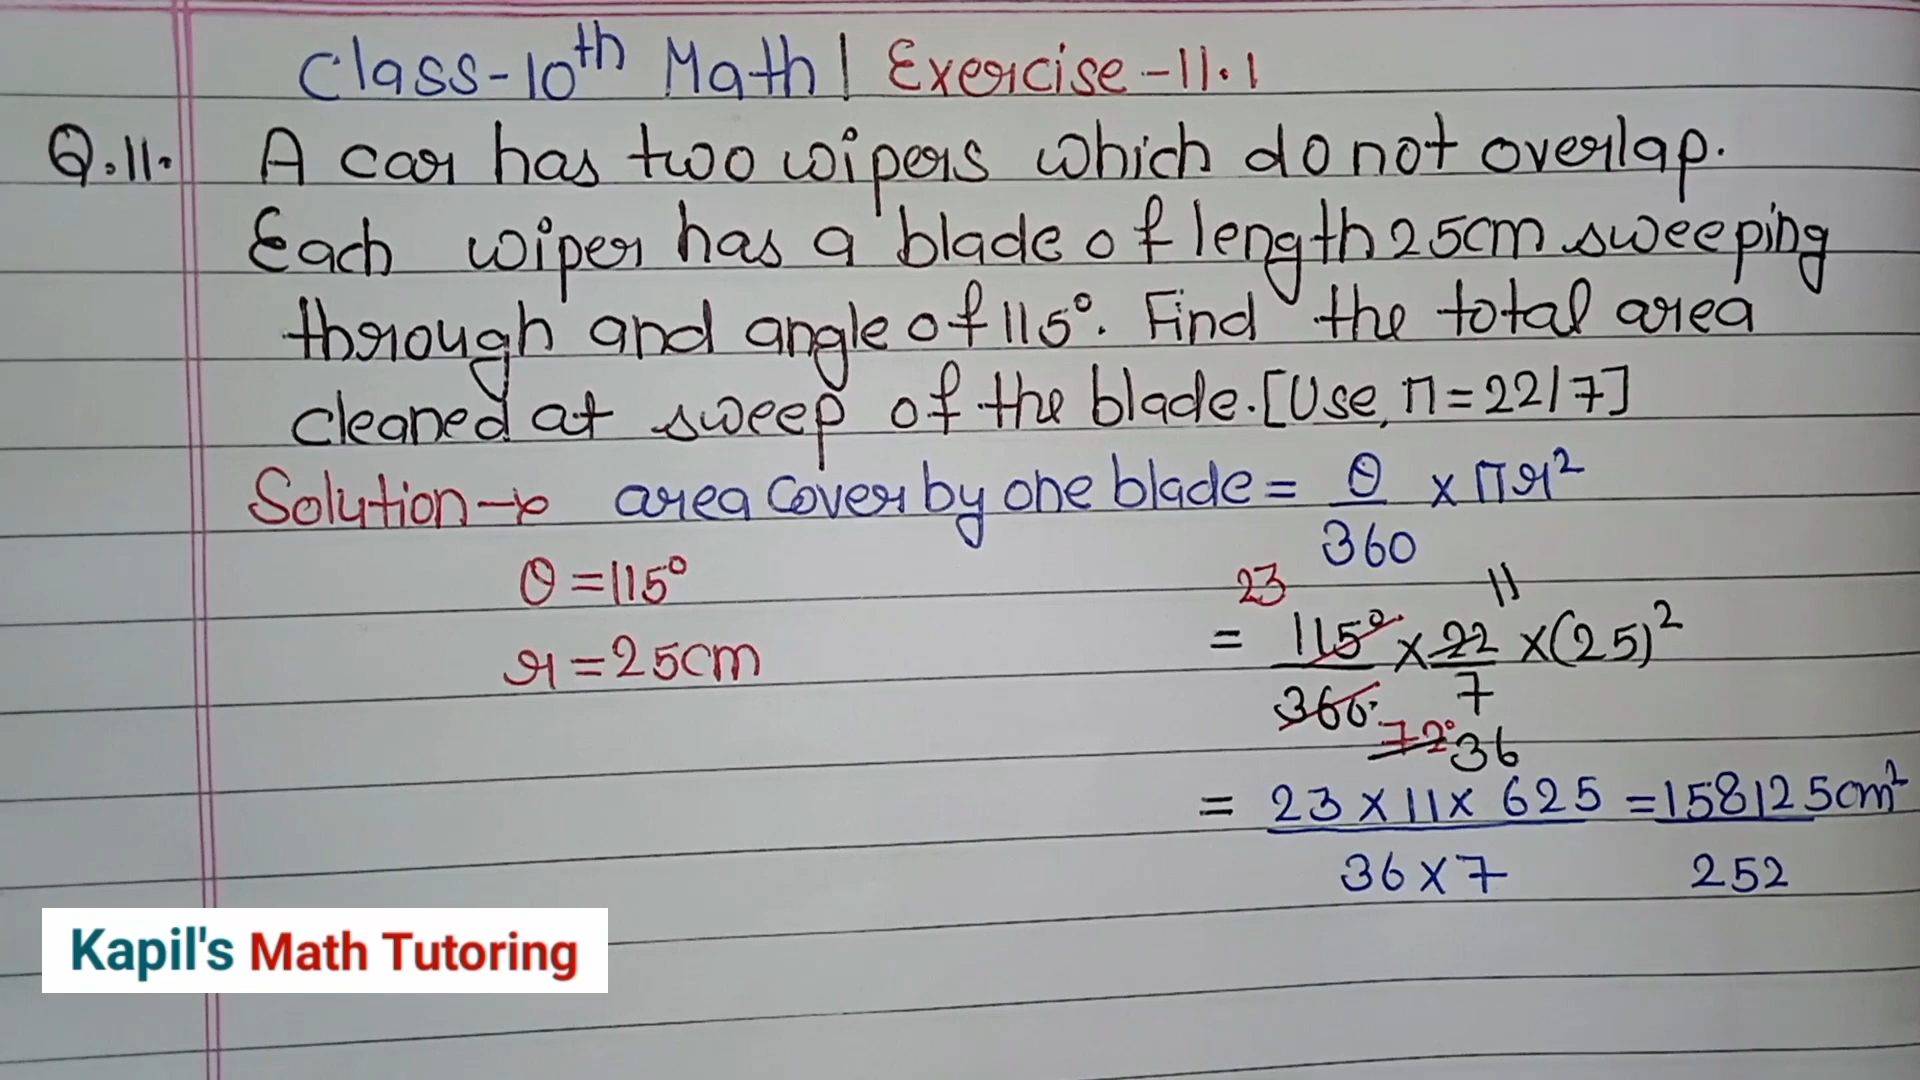 Class-10th Math | Exercise-11.1
Q.11. A car has two wipers which do not overlap.
Each wiper has a blade of length 25cm sweeping
through and angle of 115°. Find the total area
cleaned at sweep of the blade. [Use, π=22/7]
Solution→ area cover by one blade = θ/360 × πr²
θ=115°
r=25cm
23 11
= 115°/360 × 22/7 ×(25)²
72° 36
= 23×11×625/36×7 = 158125cm²/252
Kapil's Math Tutoring